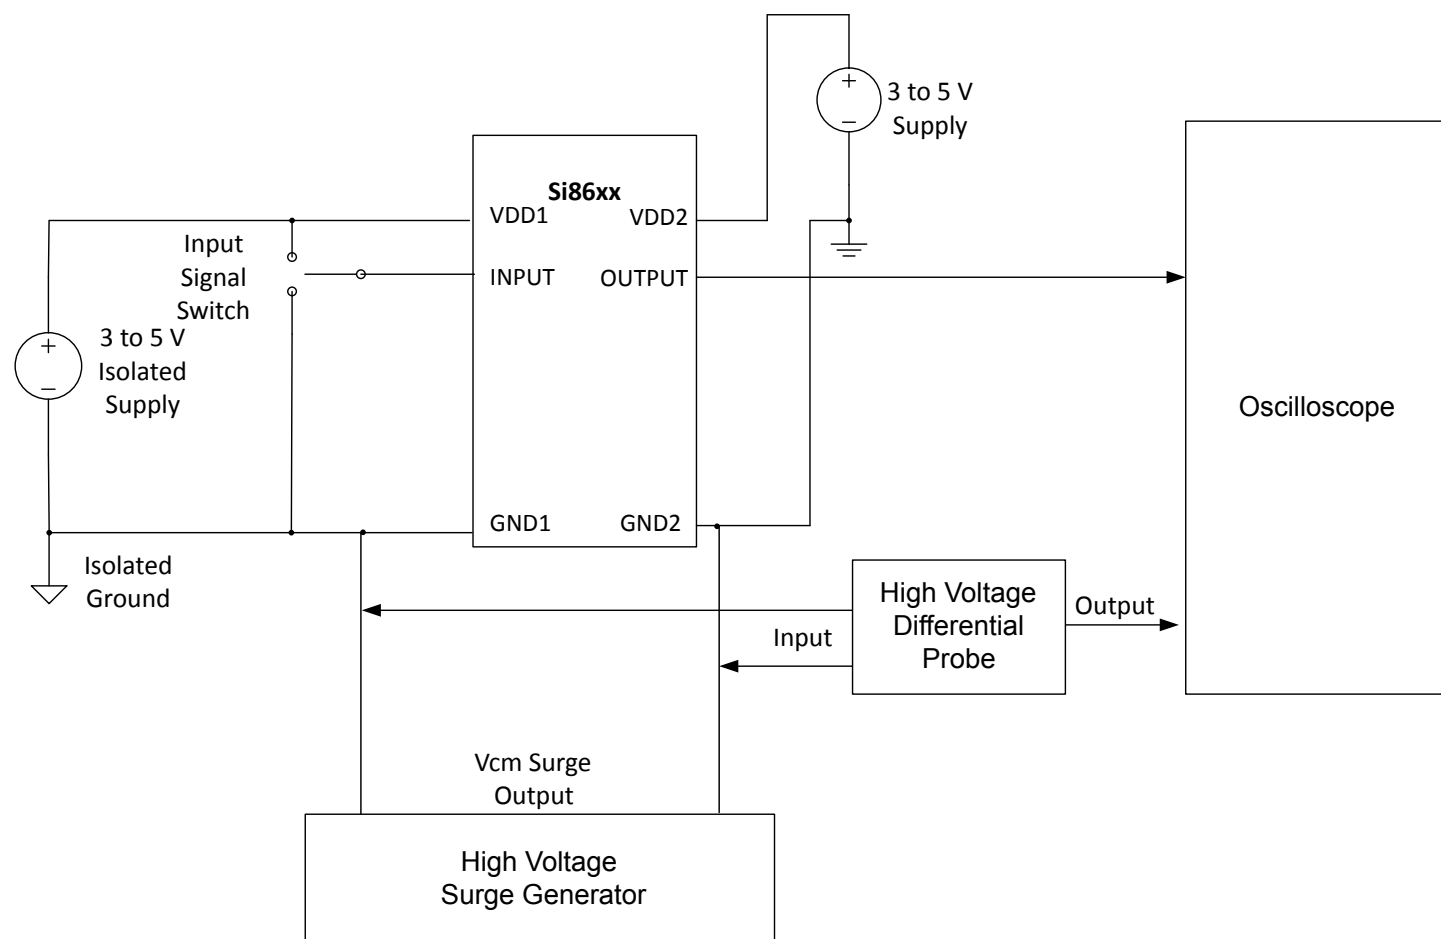 3 to 5 V
Supply
Si86xx
VDD1
VDD2
Input
Signal
Switch
INPUT
OUTPUT
3 to 5 V
Isolated
Supply
Oscilloscope
GND1
GND2
Isolated
Ground
High Voltage
Differential
Probe
Output
Input
Vcm Surge
Output
High Voltage
Surge Generator